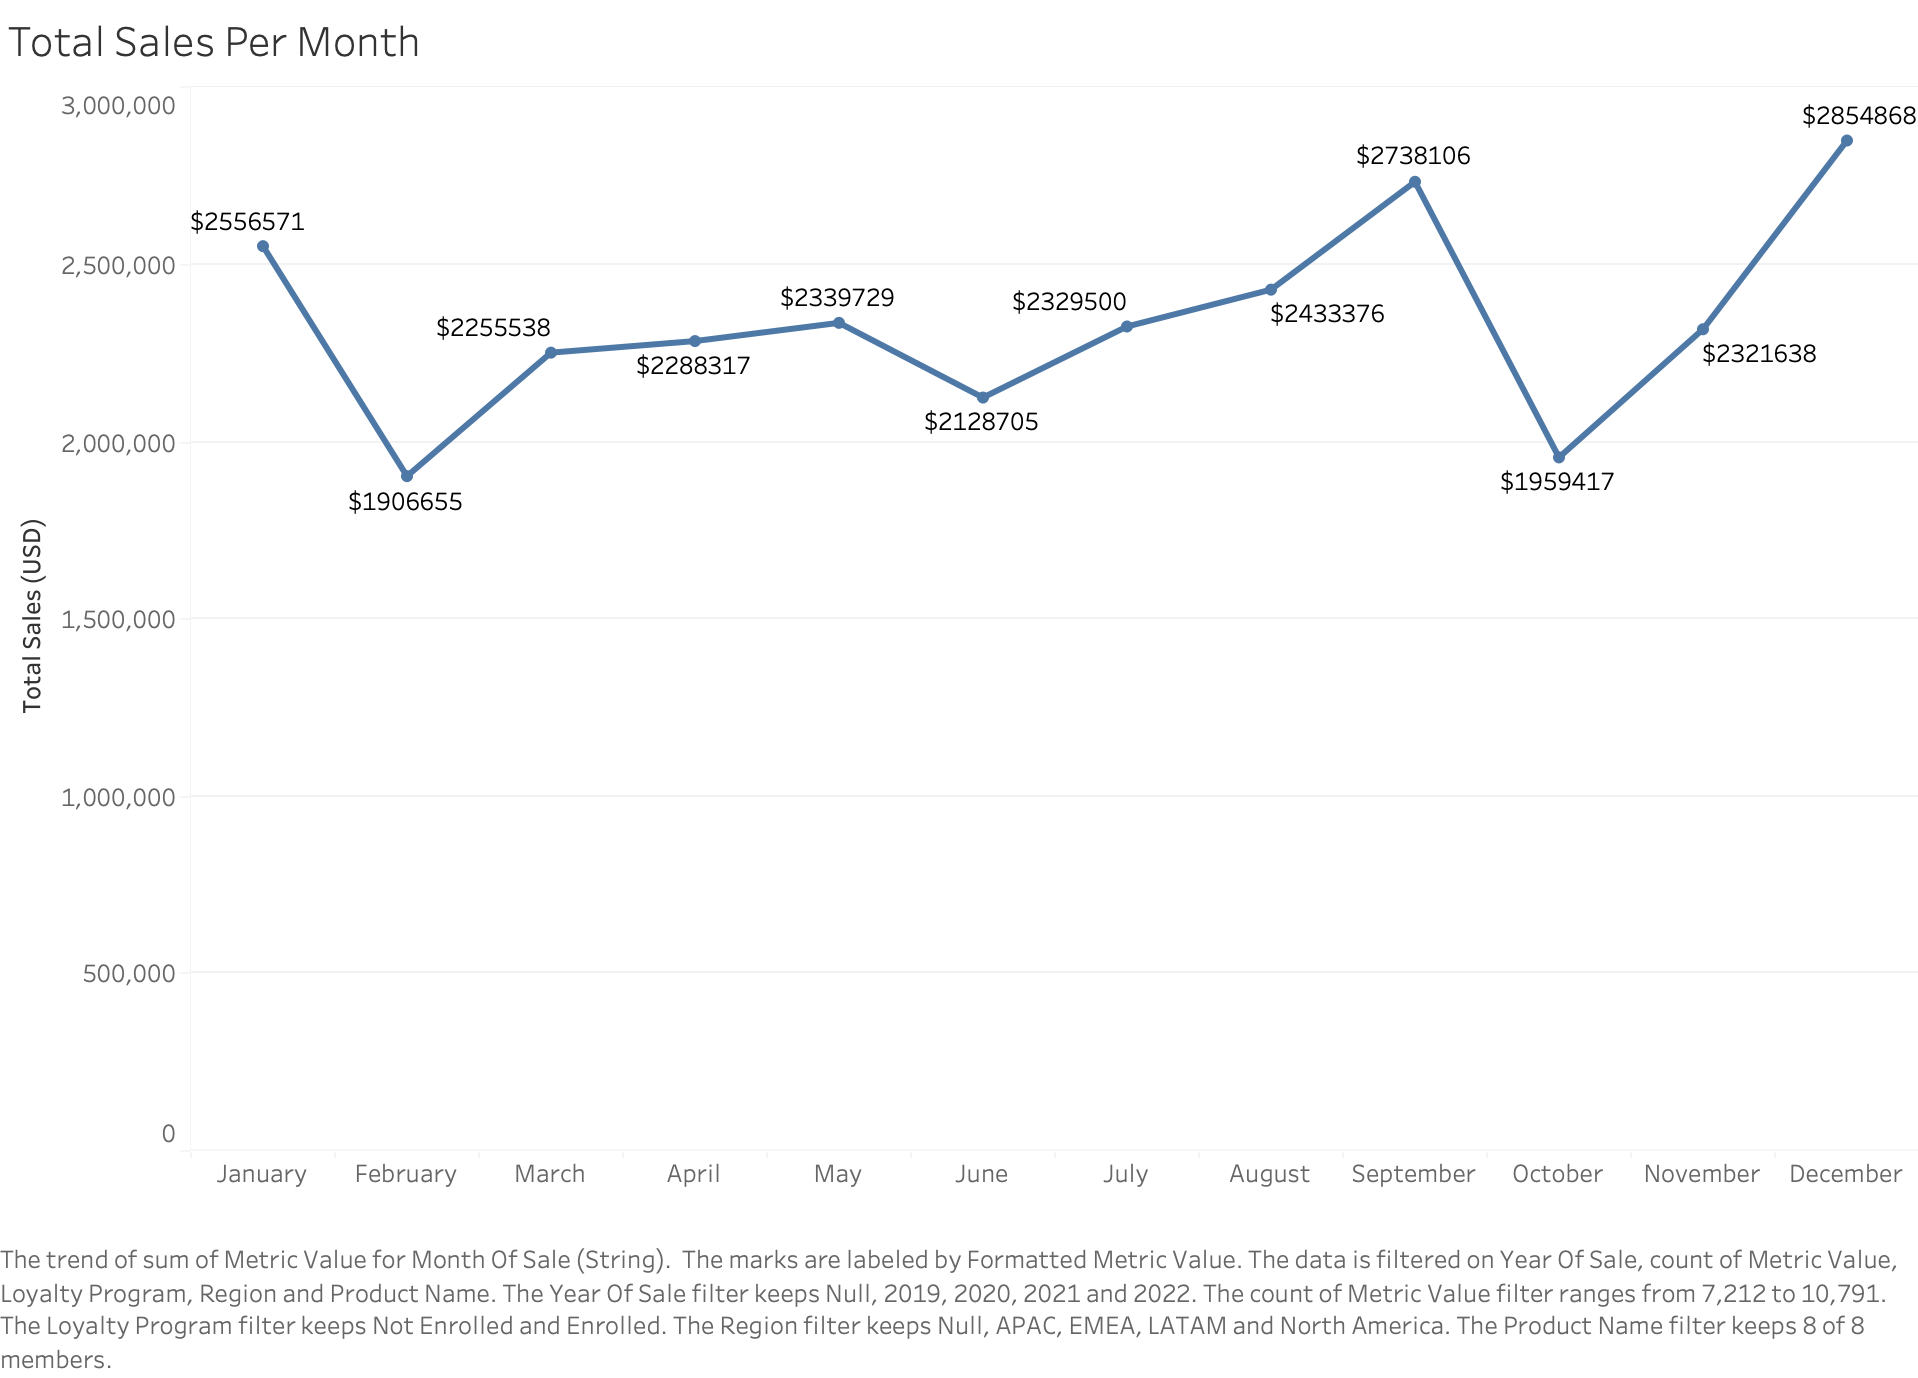 Total Sales Per Month
3,000,000
2,500,000
2,000,000
1,500,000
1,000,000
500,000
0
Total Sales (USD)
$2556571
$1906655
$2255538
$2288317
$2339729
$2128705
$2329500
$2433376
$2738106
$1959417
$2321638
$2854868
January
February
March
April
May
June
July
August
September
October
November
December
The trend of sum of Metric Value for Month Of Sale (String).  The marks are labeled by Formatted Metric Value. The data is filtered on Year Of Sale, count of Metric Value,
Loyalty Program, Region and Product Name. The Year Of Sale filter keeps Null, 2019, 2020, 2021 and 2022. The count of Metric Value filter ranges from 7,212 to 10,791.
The Loyalty Program filter keeps Not Enrolled and Enrolled. The Region filter keeps Null, APAC, EMEA, LATAM and North America. The Product Name filter keeps 8 of 8
members.